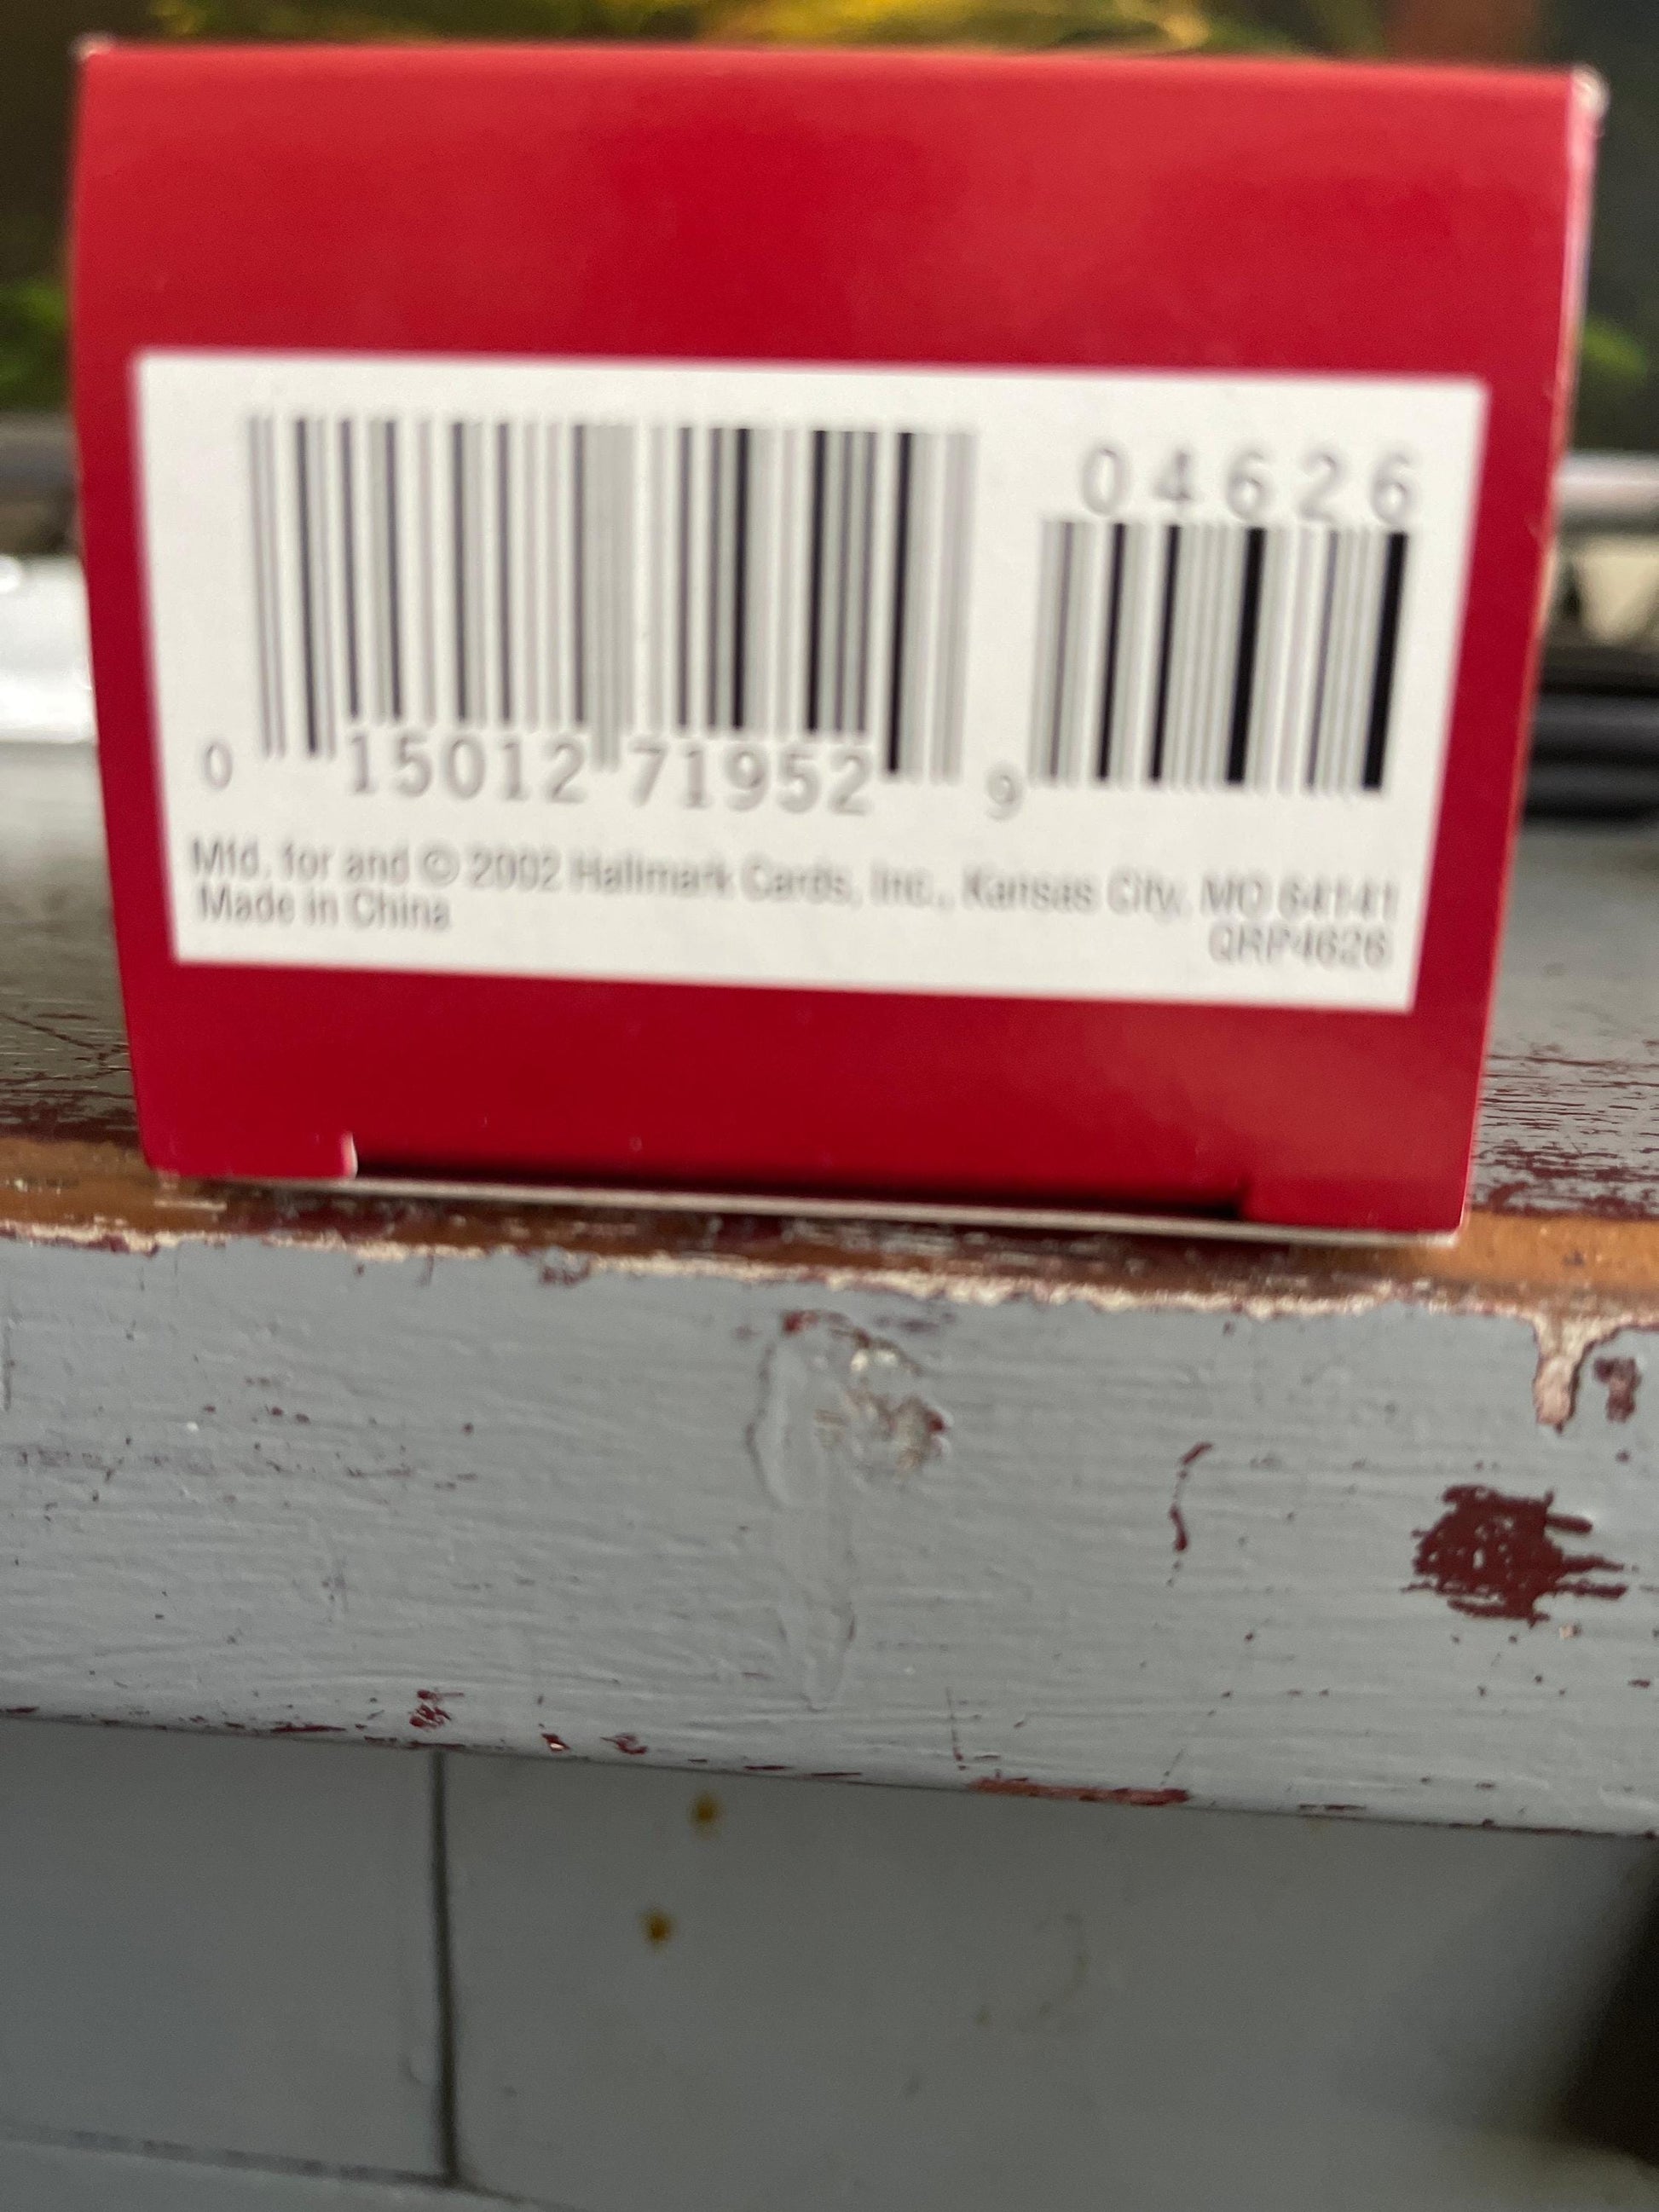 04626
0 15012 71952 9
Mfd. for and © 2002 Hallmark Cards, Inc., Kansas City, MO 64141
Made in China
QRP4626